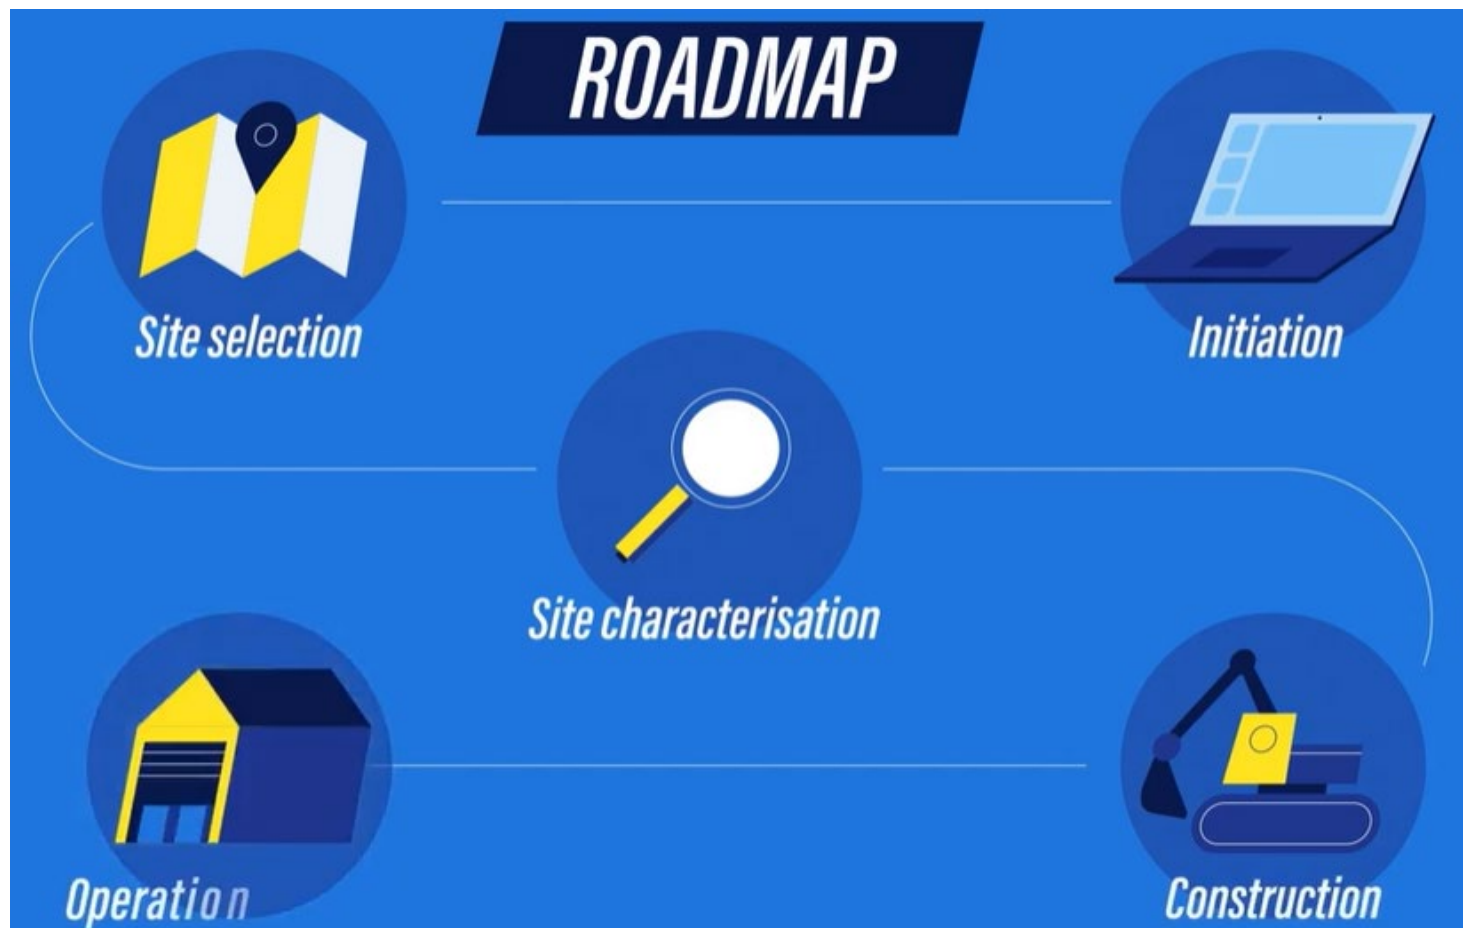 ROADMAP
Site selection
Initiation
Site characterisation
Operation
Construction